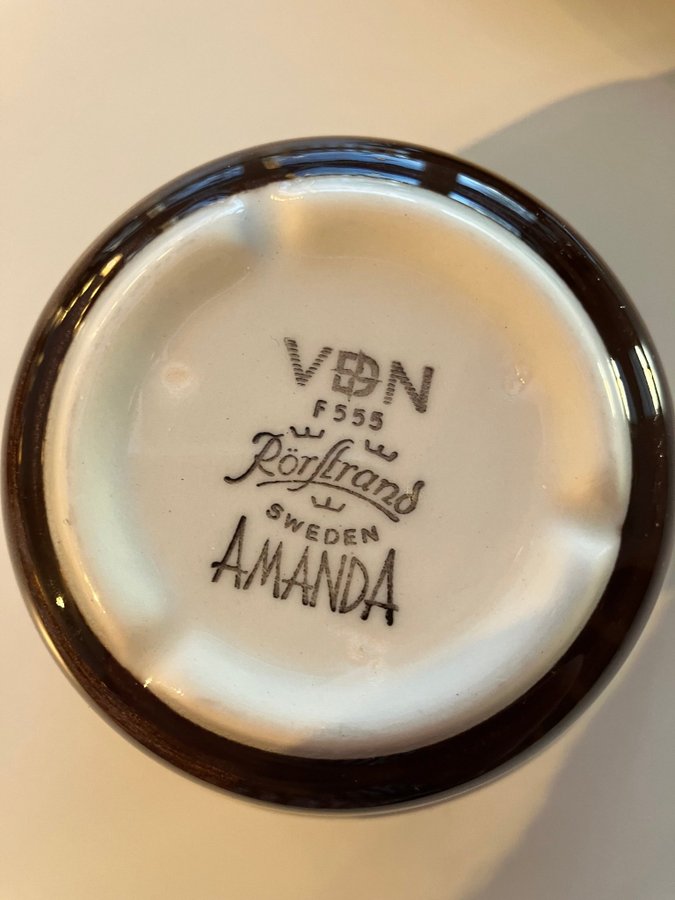 VDN
F555
Rörstrand
SWEDEN
AMANDA